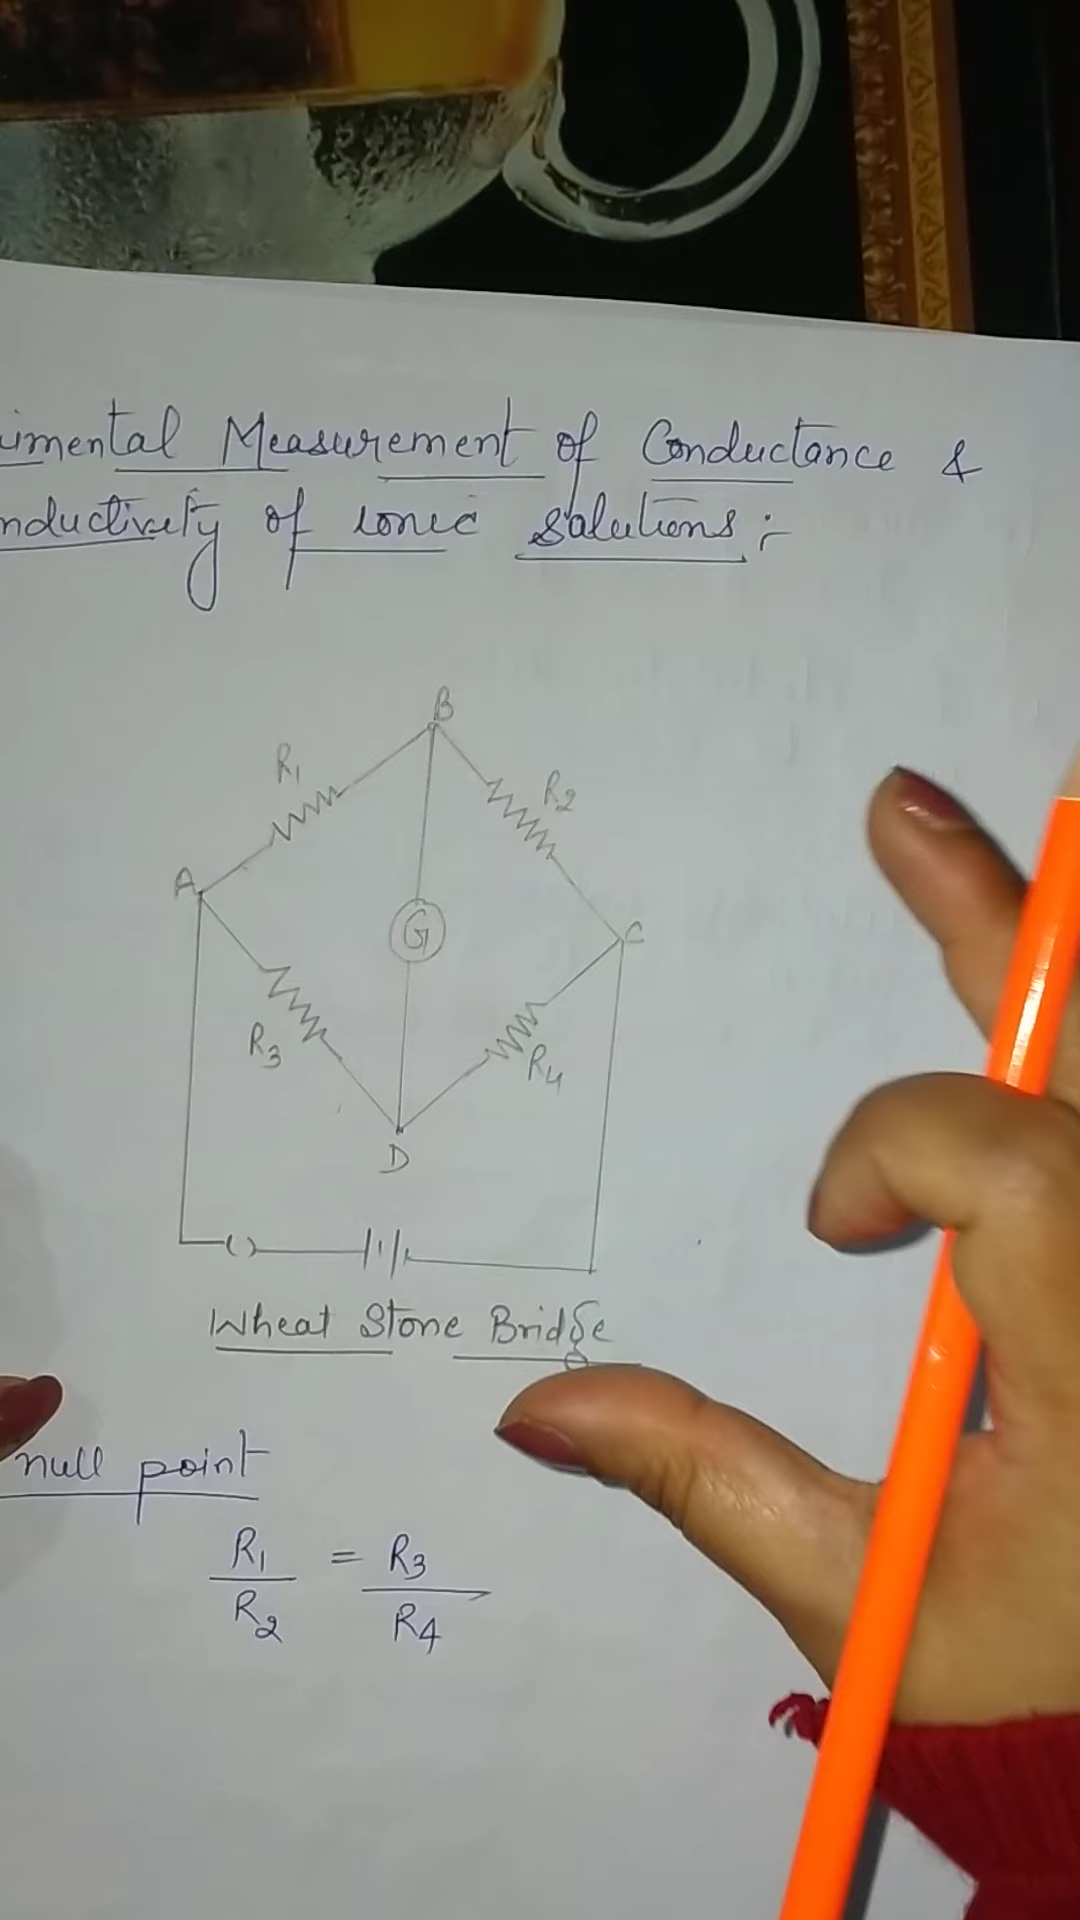 imental Measurement of Conductance &
nductivity of ionic Solutions :-
B
R1
R2
A
G
C
R3
R4
D
Wheat Stone Bridge
null point
R1 = R3
R2 R4